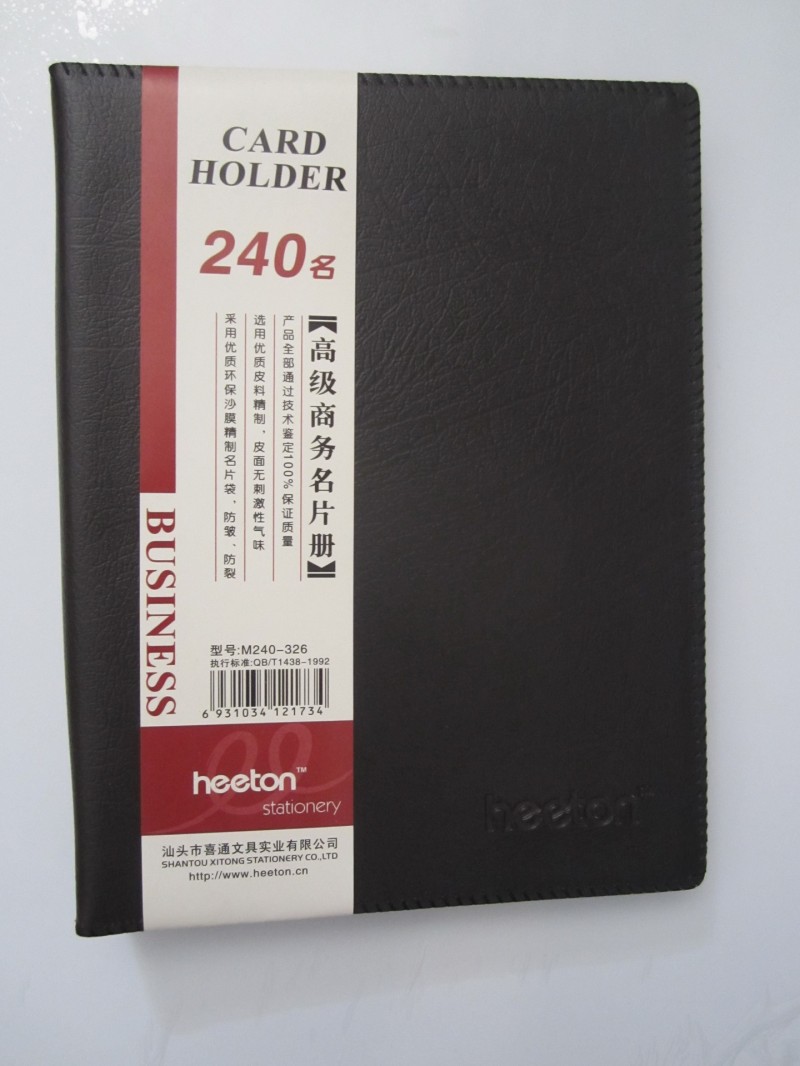 CARD
HOLDER
240名
【高级商务名片册】
产品全部通过技术鉴定100%保证质量
选用优质皮料精制，皮面无刺激性气味
采用优质环保沙膜精制名片袋，防皱、防裂
BUSINESS
型号:M240-326
执行标准:QB/T1438-1992
6 931034 121734
heeton™
stationery
汕头市喜通文具实业有限公司
SHANTOU XITONG STATIONERY CO.,LTD
http://www.heeton.cn
heeton™